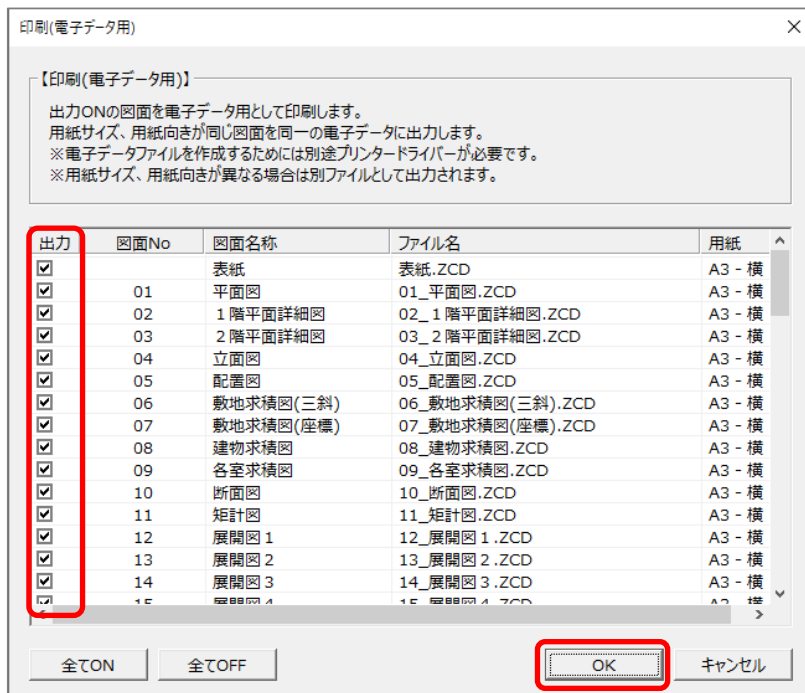 印刷(電子データ用)
【印刷(電子データ用)】
出力ONの図面を電子データ用として印刷します。
用紙サイズ、用紙向きが同じ図面を同一の電子データに出力します。
※電子データファイルを作成するためには別途プリンタードライバーが必要です。
※用紙サイズ、用紙向きが異なる場合は別ファイルとして出力されます。
出力 図面No 図面名称 ファイル名 用紙
表紙 表紙.ZCD A3 - 横
01 平面図 01_平面図.ZCD A3 - 横
02 1階平面詳細図 02_1階平面詳細図.ZCD A3 - 横
03 2階平面詳細図 03_2階平面詳細図.ZCD A3 - 横
04 立面図 04_立面図.ZCD A3 - 横
05 配置図 05_配置図.ZCD A3 - 横
06 敷地求積図(三斜) 06_敷地求積図(三斜).ZCD A3 - 横
07 敷地求積図(座標) 07_敷地求積図(座標).ZCD A3 - 横
08 建物求積図 08_建物求積図.ZCD A3 - 横
09 各室求積図 09_各室求積図.ZCD A3 - 横
10 断面図 10_断面図.ZCD A3 - 横
11 矩計図 11_矩計図.ZCD A3 - 横
12 展開図1 12_展開図1.ZCD A3 - 横
13 展開図2 13_展開図2.ZCD A3 - 横
14 展開図3 14_展開図3.ZCD A3 - 横
15 展開図4 15_展開図4.ZCD A3 - 横
全てON 全てOFF OK キャンセル